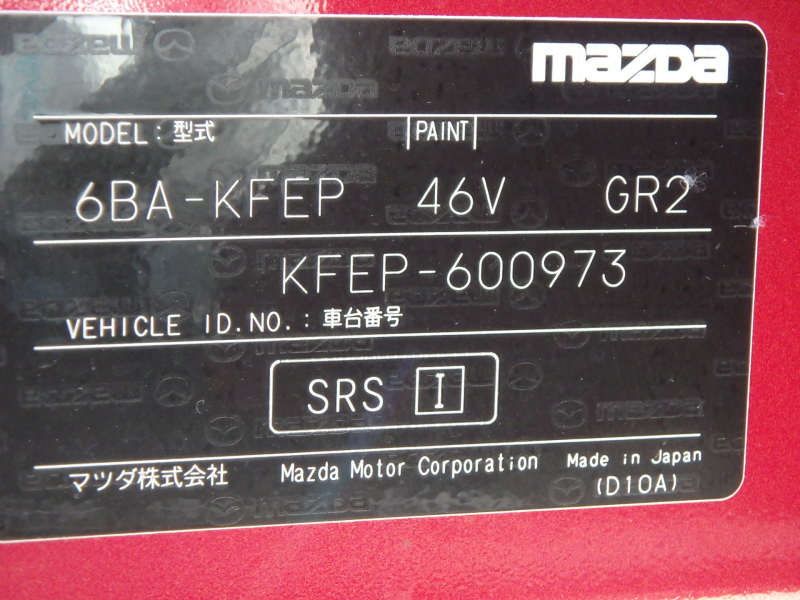 mazda
MODEL: 型式 |PAINT|
6BA-KFEP 46V GR2
KFEP-600973
VEHICLE ID.NO.: 車台番号
SRS I
マツダ株式会社 Mazda Motor Corporation Made in Japan
(D10A)